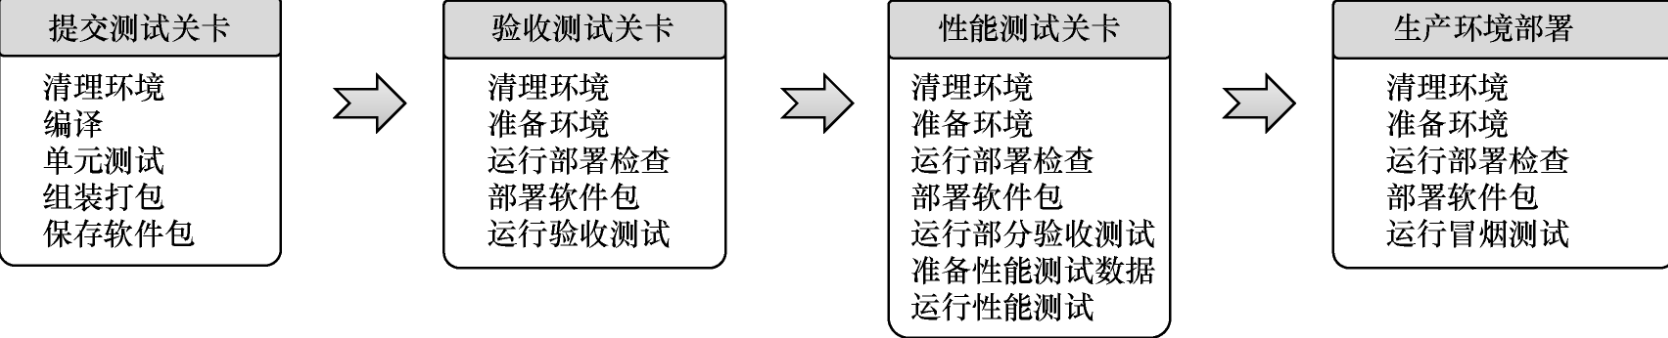 提交测试关卡
清理环境
编译
单元测试
组装打包
保存软件包
验收测试关卡
清理环境
准备环境
运行部署检查
部署软件包
运行验收测试
性能测试关卡
清理环境
准备环境
运行部署检查
部署软件包
运行部分验收测试
准备性能测试数据
运行性能测试
生产环境部署
清理环境
准备环境
运行部署检查
部署软件包
运行冒烟测试